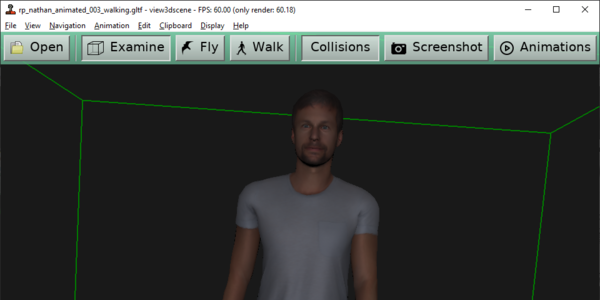 rp_nathan_animated_003_walking.gltf - view3dscene - FPS: 60.00 (only render: 60.18)
File View Navigation Animation Edit Clipboard Display Help
Open Examine Fly Walk Collisions Screenshot Animations